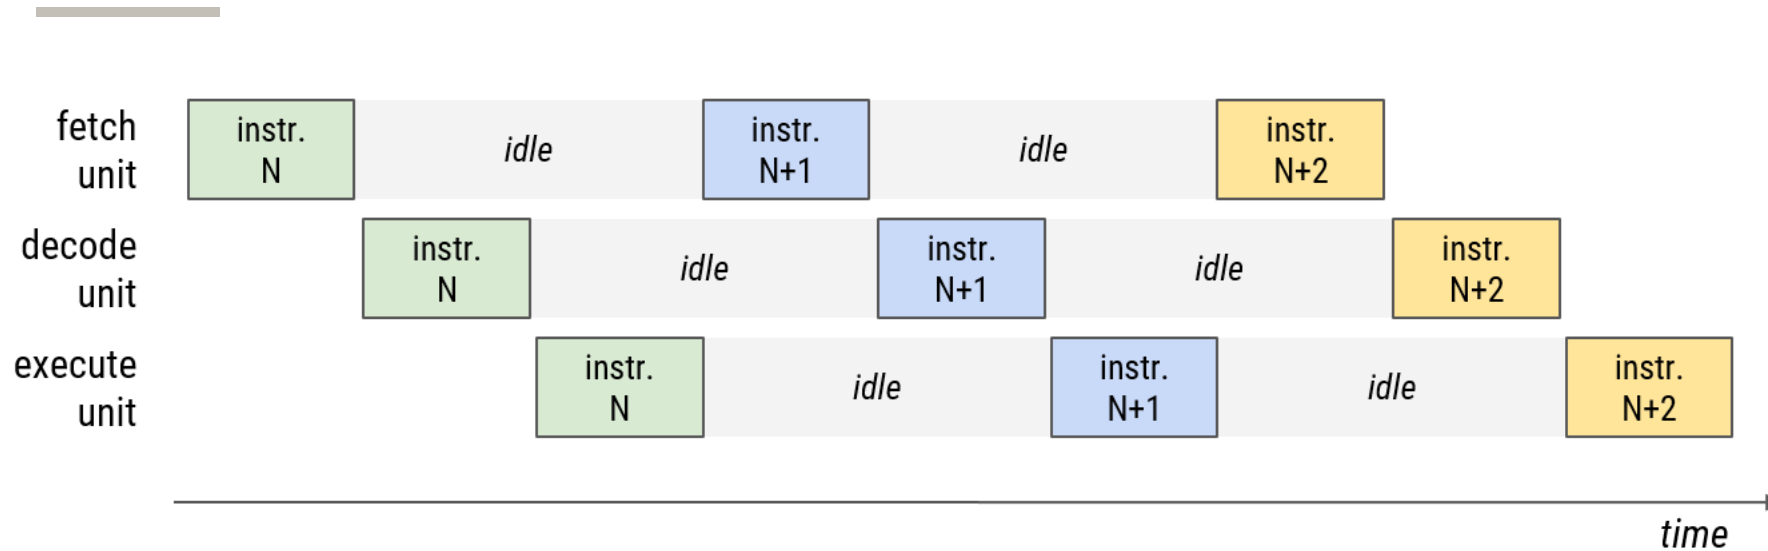 fetch
unit
instr.
N
idle
instr.
N+1
idle
instr.
N+2
decode
unit
instr.
N
idle
instr.
N+1
idle
instr.
N+2
execute
unit
instr.
N
idle
instr.
N+1
idle
instr.
N+2
time